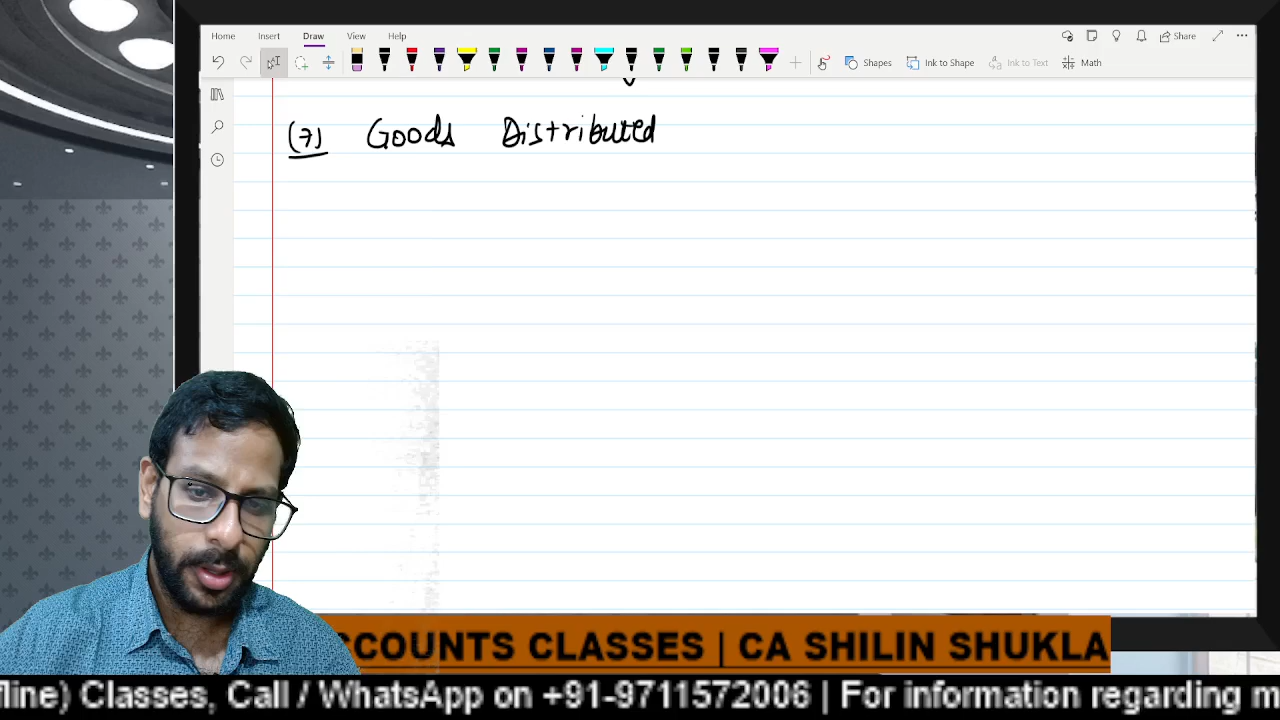 Home Insert Draw View Help Share
Shapes Ink to Shape Ink to Text Math
(7) Goods Distributed
CCOUNTS CLASSES | CA SHILIN SHUKLA
fline) Classes, Call / WhatsApp on +91-9711572006 | For information regarding m